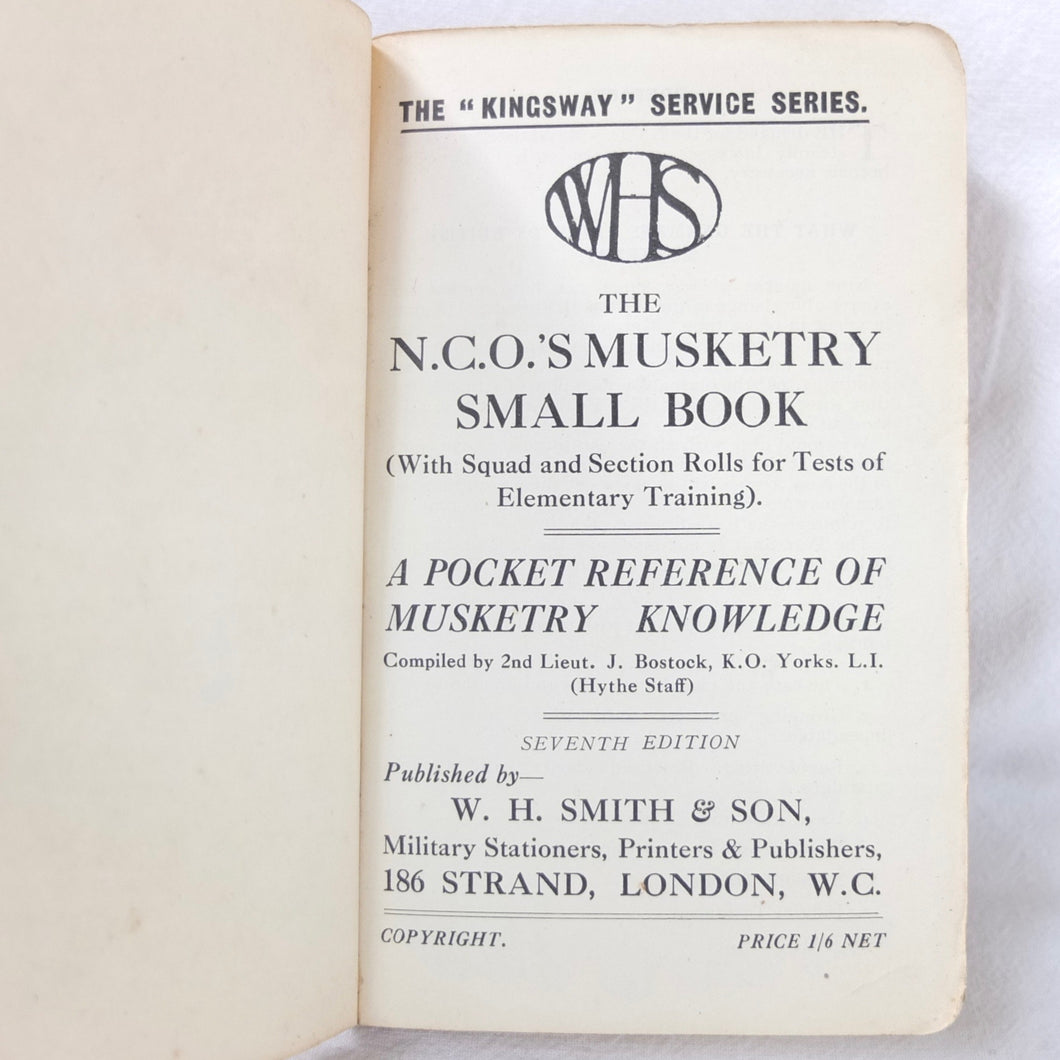 THE "KINGSWAY" SERVICE SERIES.
WHS
THE
N.C.O.'S MUSKETRY
SMALL BOOK
(With Squad and Section Rolls for Tests of
Elementary Training).
A POCKET REFERENCE OF
MUSKETRY KNOWLEDGE
Compiled by 2nd Lieut. J. Bostock, K.O. Yorks. L.I.
(Hythe Staff)
SEVENTH EDITION
Published by—
W. H. SMITH & SON,
Military Stationers, Printers & Publishers,
186 STRAND, LONDON, W.C.
COPYRIGHT. PRICE 1/6 NET